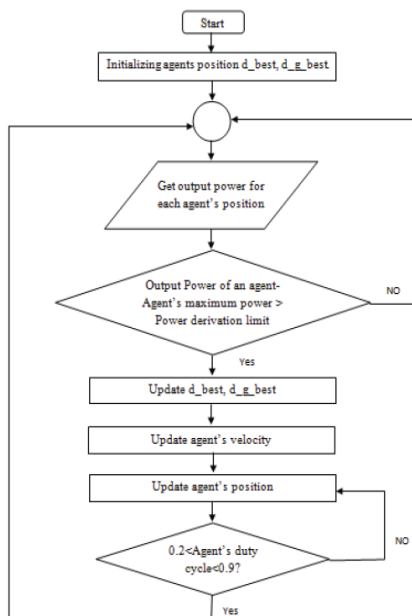 Start
Initializing agents position d_best, d_g_best.
Get output power for
each agent's position
Output Power of an agent-
Agent's maximum power >
Power derivation limit
NO
Yes
Update d_best, d_g_best
Update agent's velocity
Update agent's position
0.2<Agent's duty
cycle<0.9?
NO
Yes